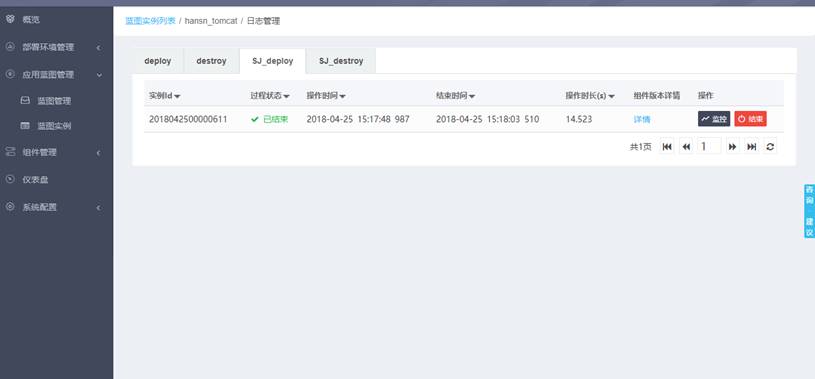 概览
部署环境管理
应用蓝图管理
蓝图管理
蓝图实例
组件管理
仪表盘
系统配置
蓝图实例列表 / hansn_tomcat / 日志管理
deploy destroy SJ_deploy SJ_destroy
实例Id 过程状态 操作时间 结束时间 操作时长(s) 组件版本详情 操作
2018042500000611 已结束 2018-04-25 15:17:48 987 2018-04-25 15:18:03 510 14.523 详情 监控 结束
共1页 1
咨询·建议